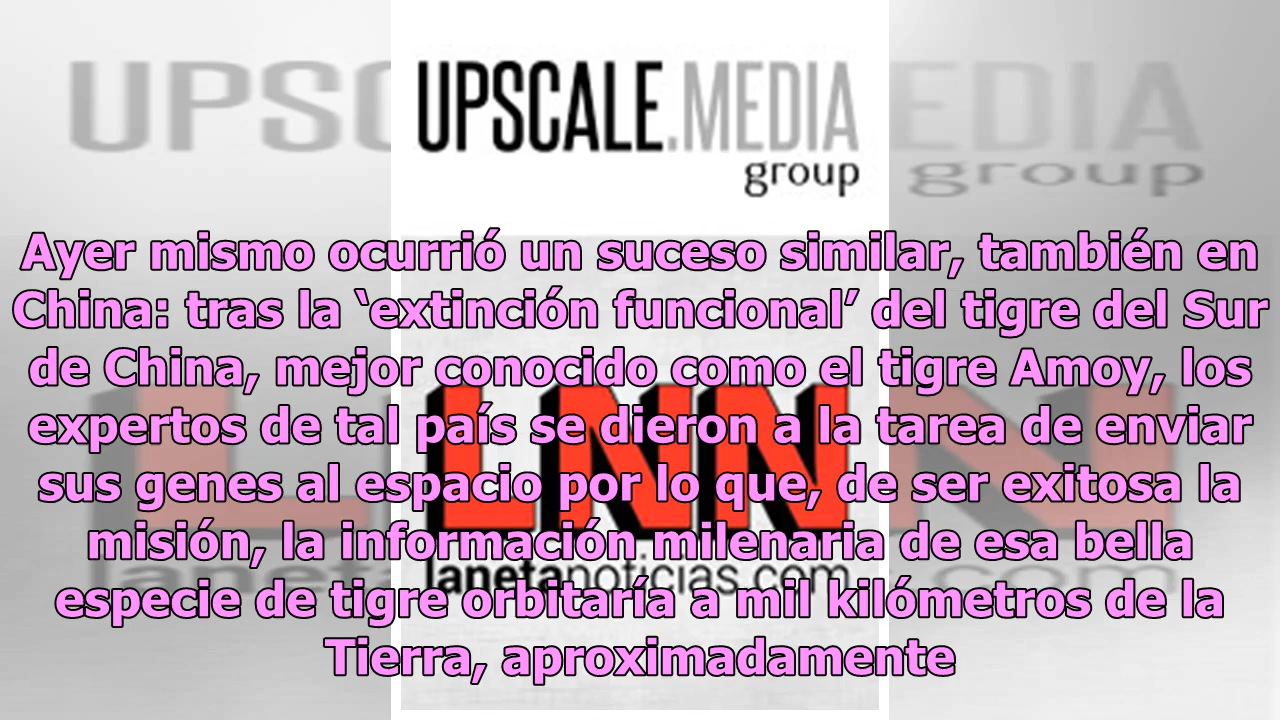 UPSCALE.MEDIA
group
Ayer mismo ocurrió un suceso similar, también en
China: tras la ‘extinción funcional’ del tigre del Sur
de China, mejor conocido como el tigre Amoy, los
expertos de tal país se dieron a la tarea de enviar
sus genes al espacio por lo que, de ser exitosa la
misión, la información milenaria de esa bella
especie de tigre orbitaría a mil kilómetros de la
Tierra, aproximadamente
LNN
lanetanoticias.com